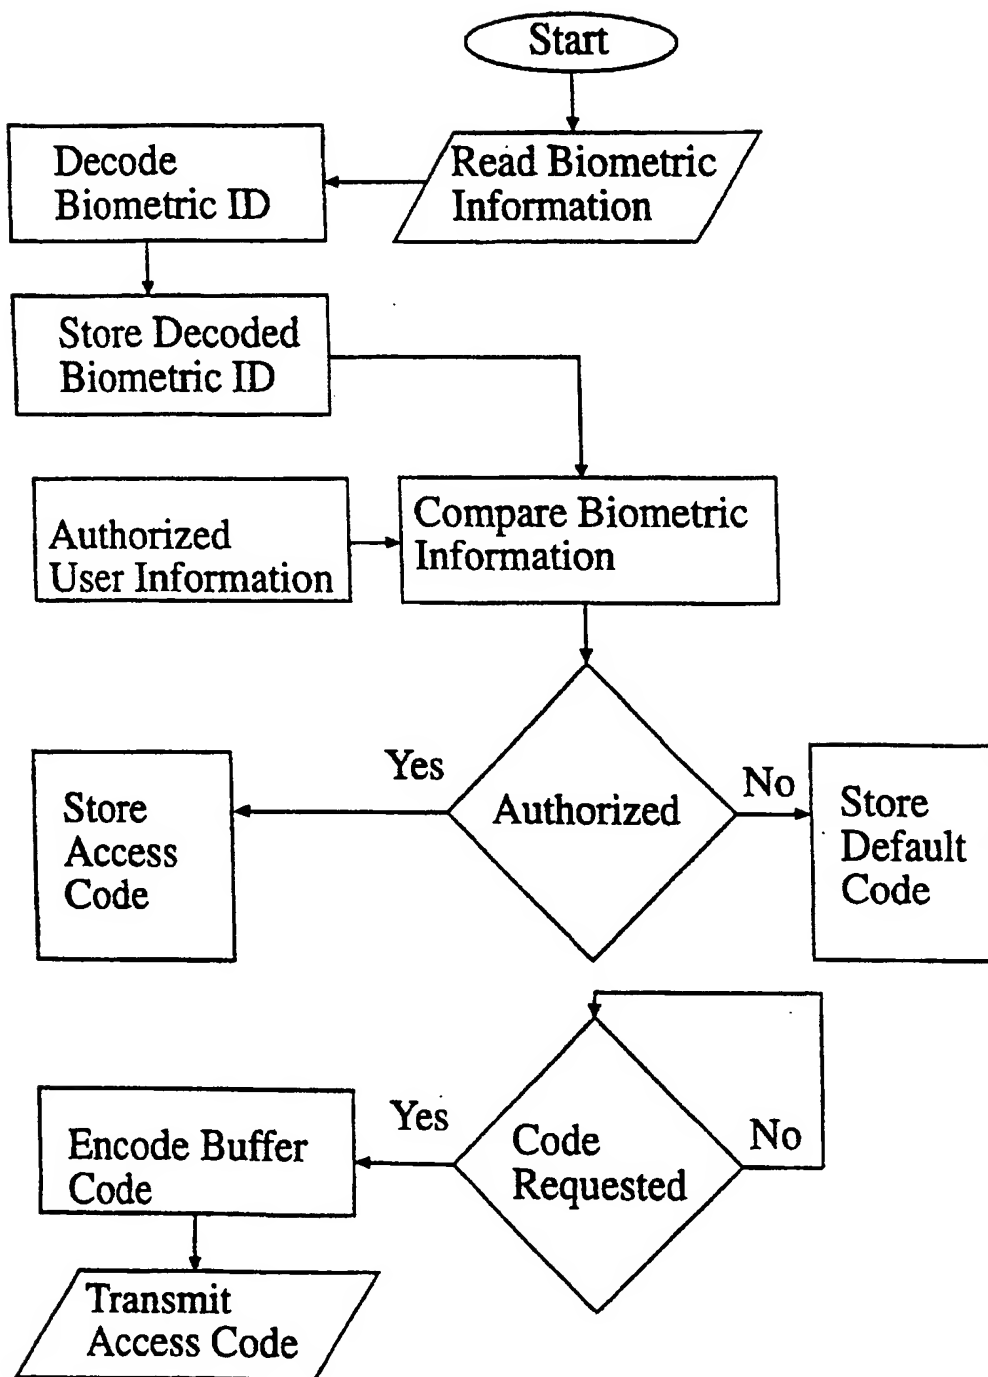 Start
Read Biometric
Information
Decode
Biometric ID
Store Decoded
Biometric ID
Authorized
User Information
Compare Biometric
Information
Authorized
Yes
No
Store
Access
Code
Store
Default
Code
Code
Requested
Yes
No
Encode Buffer
Code
Transmit
Access Code